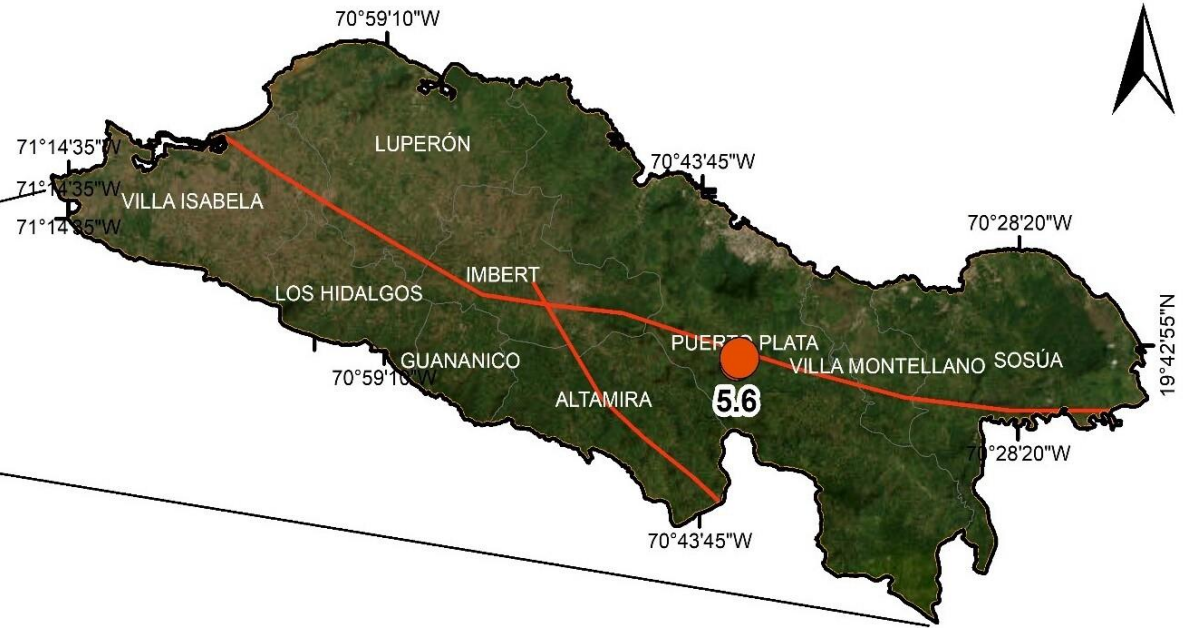 70°59'10"W
LUPERÓN
71°14'35"W
70°43'45"W
71°14'35"W
VILLA ISABELA
71°14'35"W
70°28'20"W
IMBERT
LOS HIDALGOS
19°42'55"N
PUERTO PLATA
GUANANICO
VILLA MONTELLANO
SOSÚA
70°59'10"W
ALTAMIRA
5.6
70°28'20"W
70°43'45"W